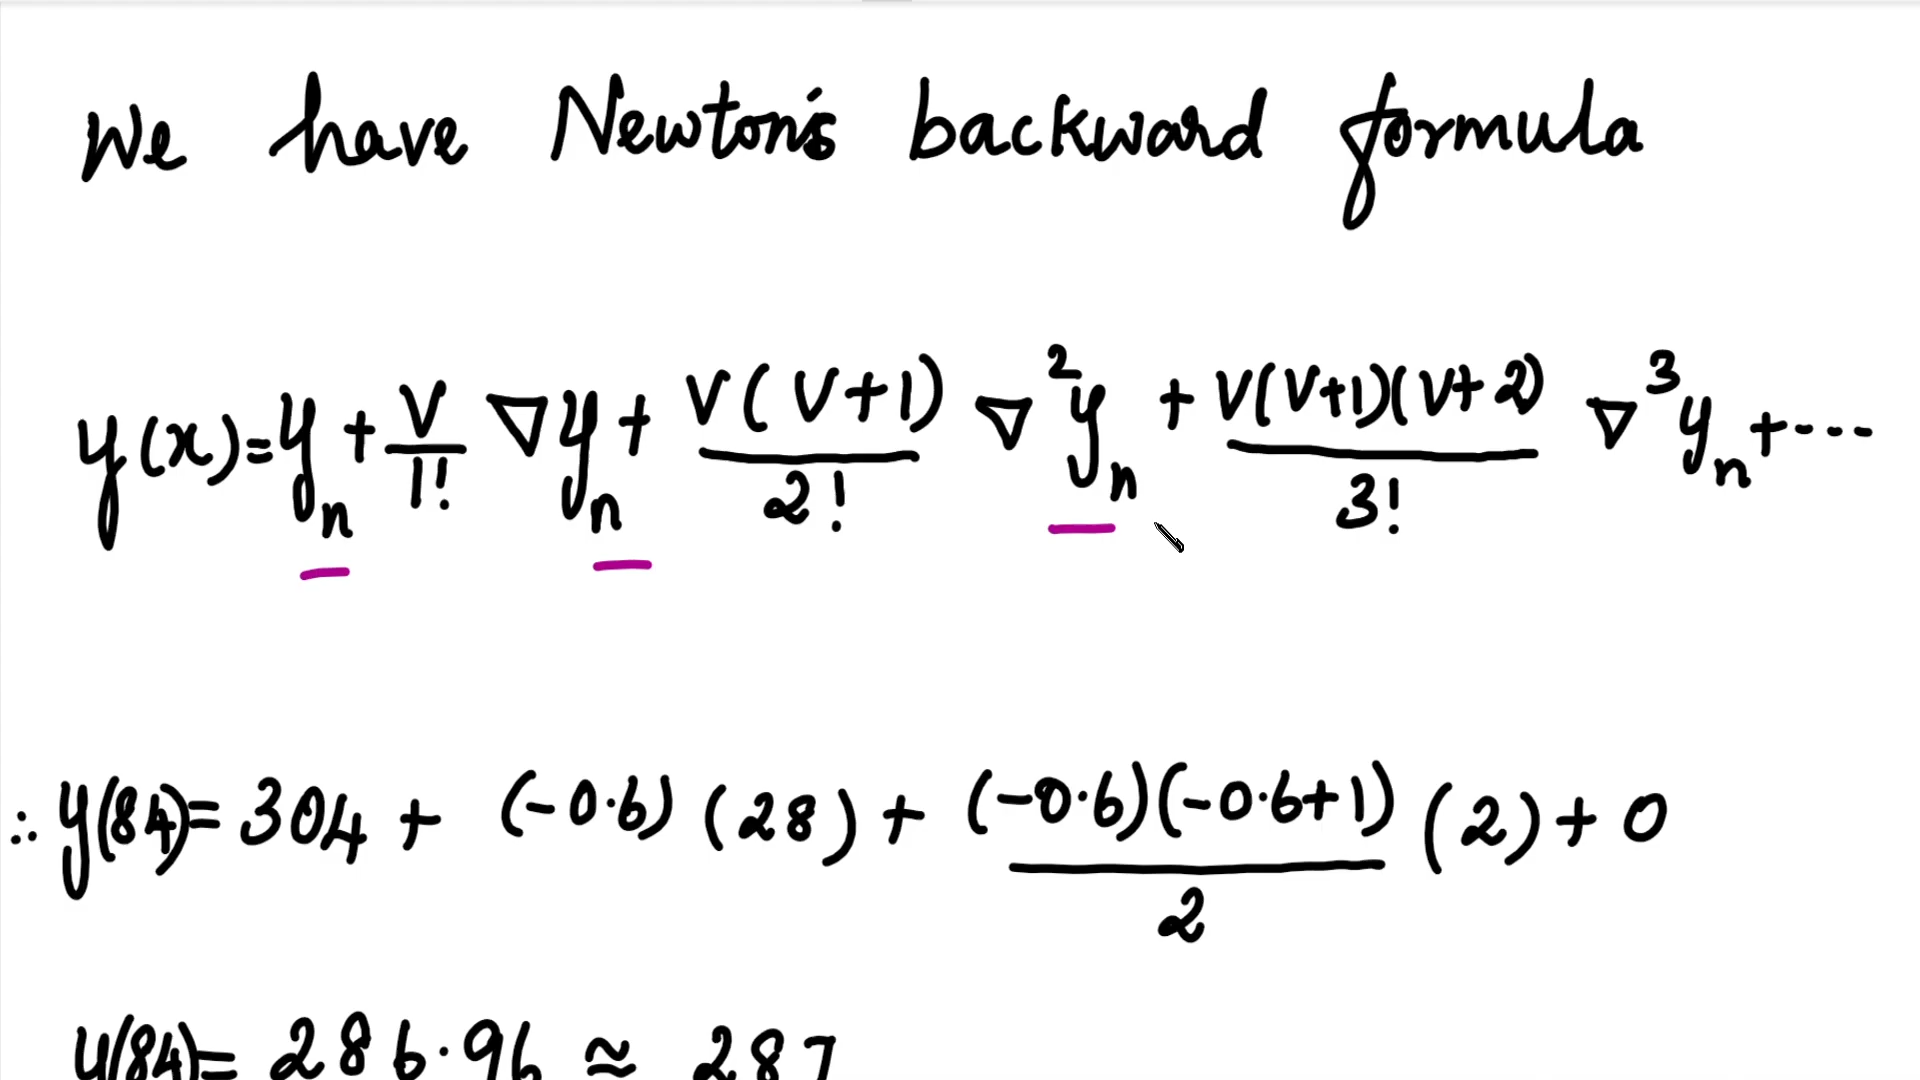 We have Newton's backward formula
y(x)=y_n + V/1! ∇y_n + V(V+1)/2! ∇²y_n + V(V+1)(V+2)/3! ∇³y_n + ---
∴ y(84)= 304 + (-0.6) (28) + (-0.6)(-0.6+1)/2 (2) + 0
y(84)= 286.96 ≈ 287